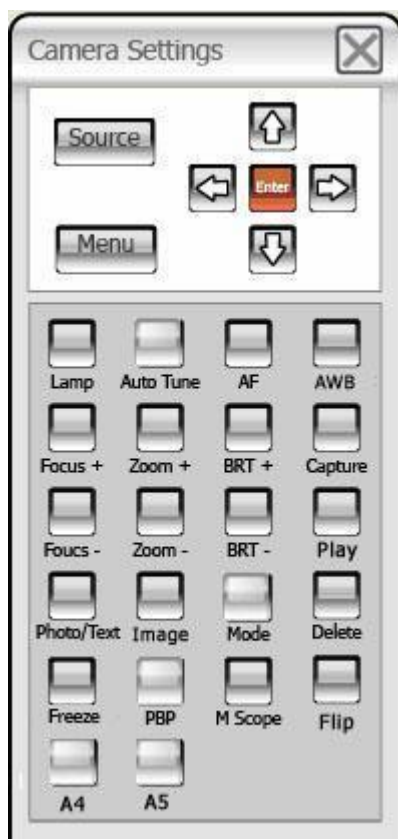 Camera Settings
Source
Enter
Menu
Lamp Auto Tune AF AWB
Focus + Zoom + BRT + Capture
Foucs - Zoom - BRT - Play
Photo/Text Image Mode Delete
Freeze PBP M Scope Flip
A4 A5